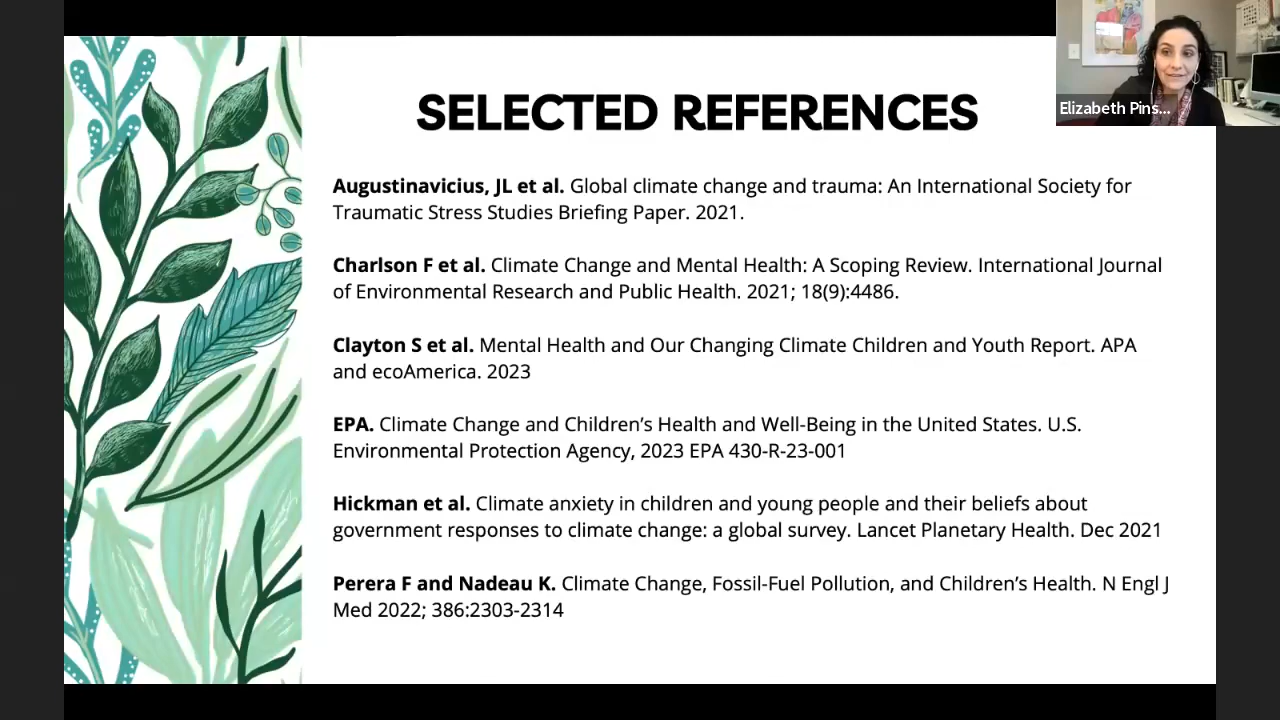 SELECTED REFERENCES
Elizabeth Pins...
Augustinavicius, JL et al. Global climate change and trauma: An International Society for
Traumatic Stress Studies Briefing Paper. 2021.
Charlson F et al. Climate Change and Mental Health: A Scoping Review. International Journal
of Environmental Research and Public Health. 2021; 18(9):4486.
Clayton S et al. Mental Health and Our Changing Climate Children and Youth Report. APA
and ecoAmerica. 2023
EPA. Climate Change and Children’s Health and Well-Being in the United States. U.S.
Environmental Protection Agency, 2023 EPA 430-R-23-001
Hickman et al. Climate anxiety in children and young people and their beliefs about
government responses to climate change: a global survey. Lancet Planetary Health. Dec 2021
Perera F and Nadeau K. Climate Change, Fossil-Fuel Pollution, and Children’s Health. N Engl J
Med 2022; 386:2303-2314